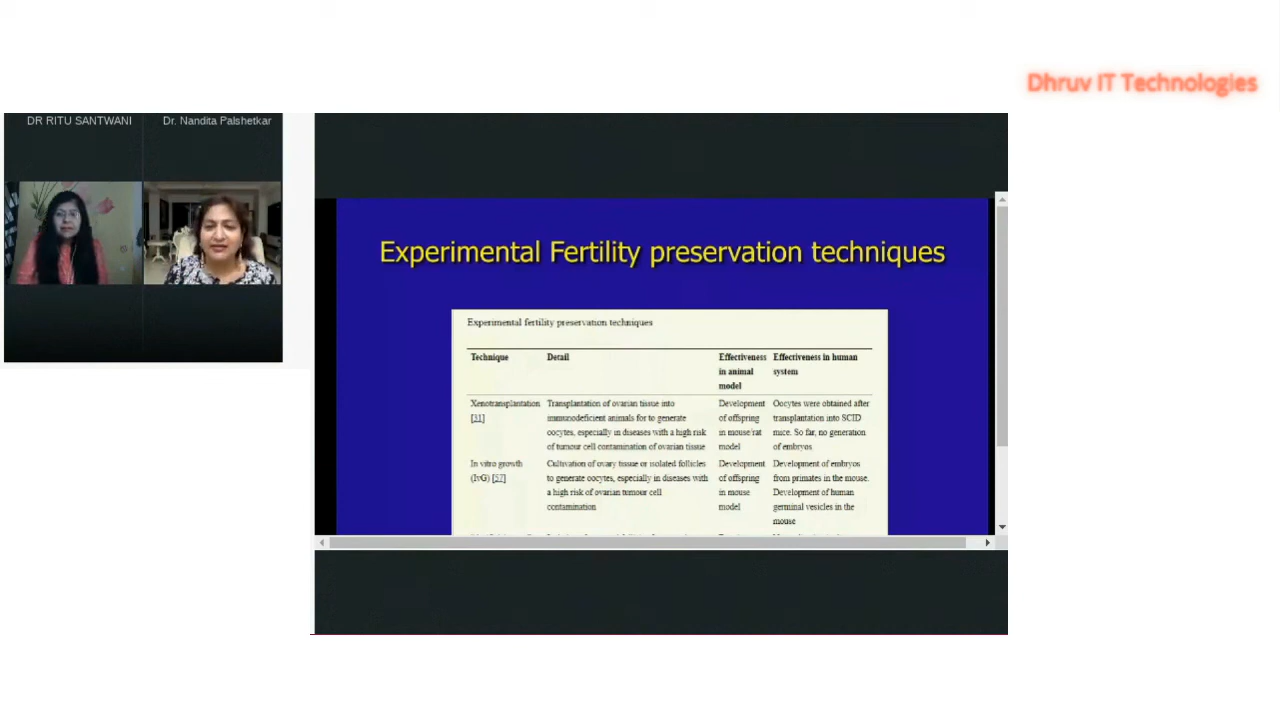 Dhruv IT Technologies
DR RITU SANTWANI
Dr. Nandita Palshetkar
Experimental Fertility preservation techniques
Experimental fertility preservation techniques
Technique Detail Effectiveness Effectiveness in human
in animal system
model
Xenotransplantation Transplantation of ovarian tissue into Development Oocytes were obtained after
[31] immunodeficient animals for to generate of offspring transplantation into SCID
oocytes, especially in diseases with a high risk in mouse/rat mice. So far, no generation
of tumour cell contamination of ovarian tissue model of embryos
In vitro growth Cultivation of ovary tissue or isolated follicles Development Development of embryos
(IvG) [57] to generate oocytes, especially in diseases with of offspring from primates in the mouse.
a high risk of ovarian tumour cell in mouse Development of human
contamination model germinal vesicles in the
mouse